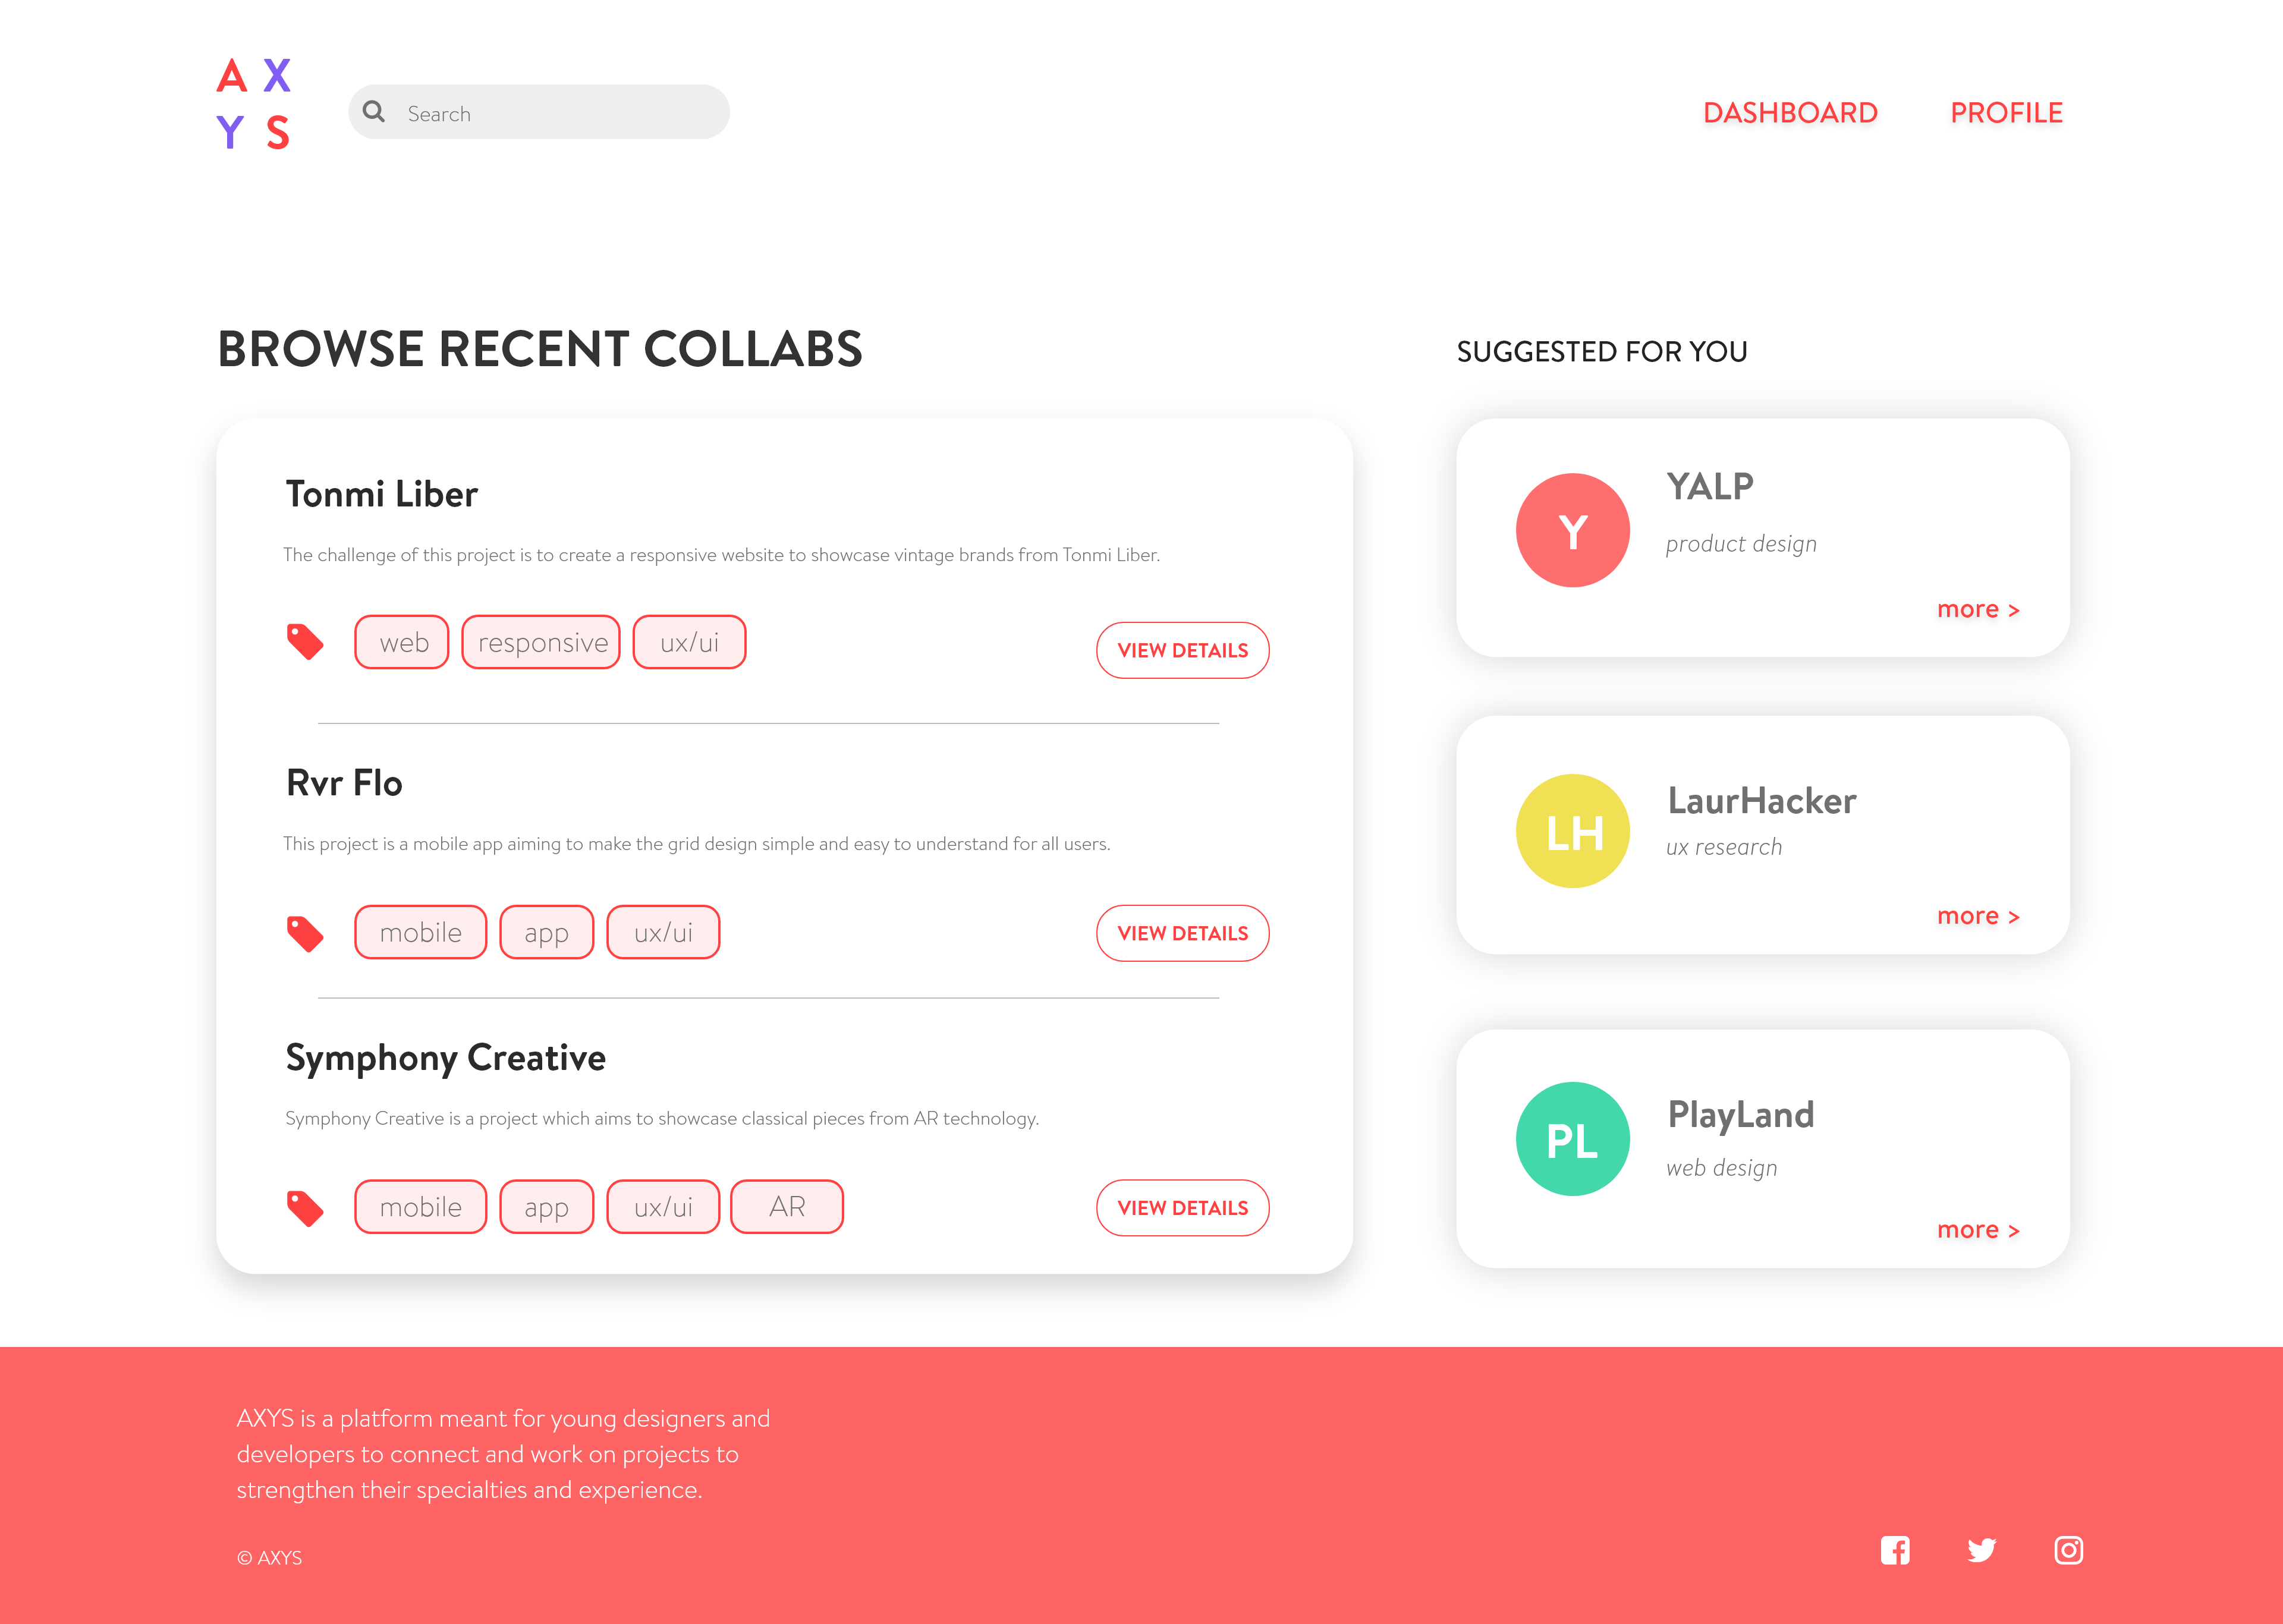 A X
Y S
Search
DASHBOARD
PROFILE
BROWSE RECENT COLLABS
Tonmi Liber
The challenge of this project is to create a responsive website to showcase vintage brands from Tonmi Liber.
web
responsive
ux/ui
VIEW DETAILS
Rvr Flo
This project is a mobile app aiming to make the grid design simple and easy to understand for all users.
mobile
app
ux/ui
VIEW DETAILS
Symphony Creative
Symphony Creative is a project which aims to showcase classical pieces from AR technology.
mobile
app
ux/ui
AR
VIEW DETAILS
SUGGESTED FOR YOU
Y
YALP
product design
more >
LH
LaurHacker
ux research
more >
PL
PlayLand
web design
more >
AXYS is a platform meant for young designers and
developers to connect and work on projects to
strengthen their specialties and experience.
© AXYS